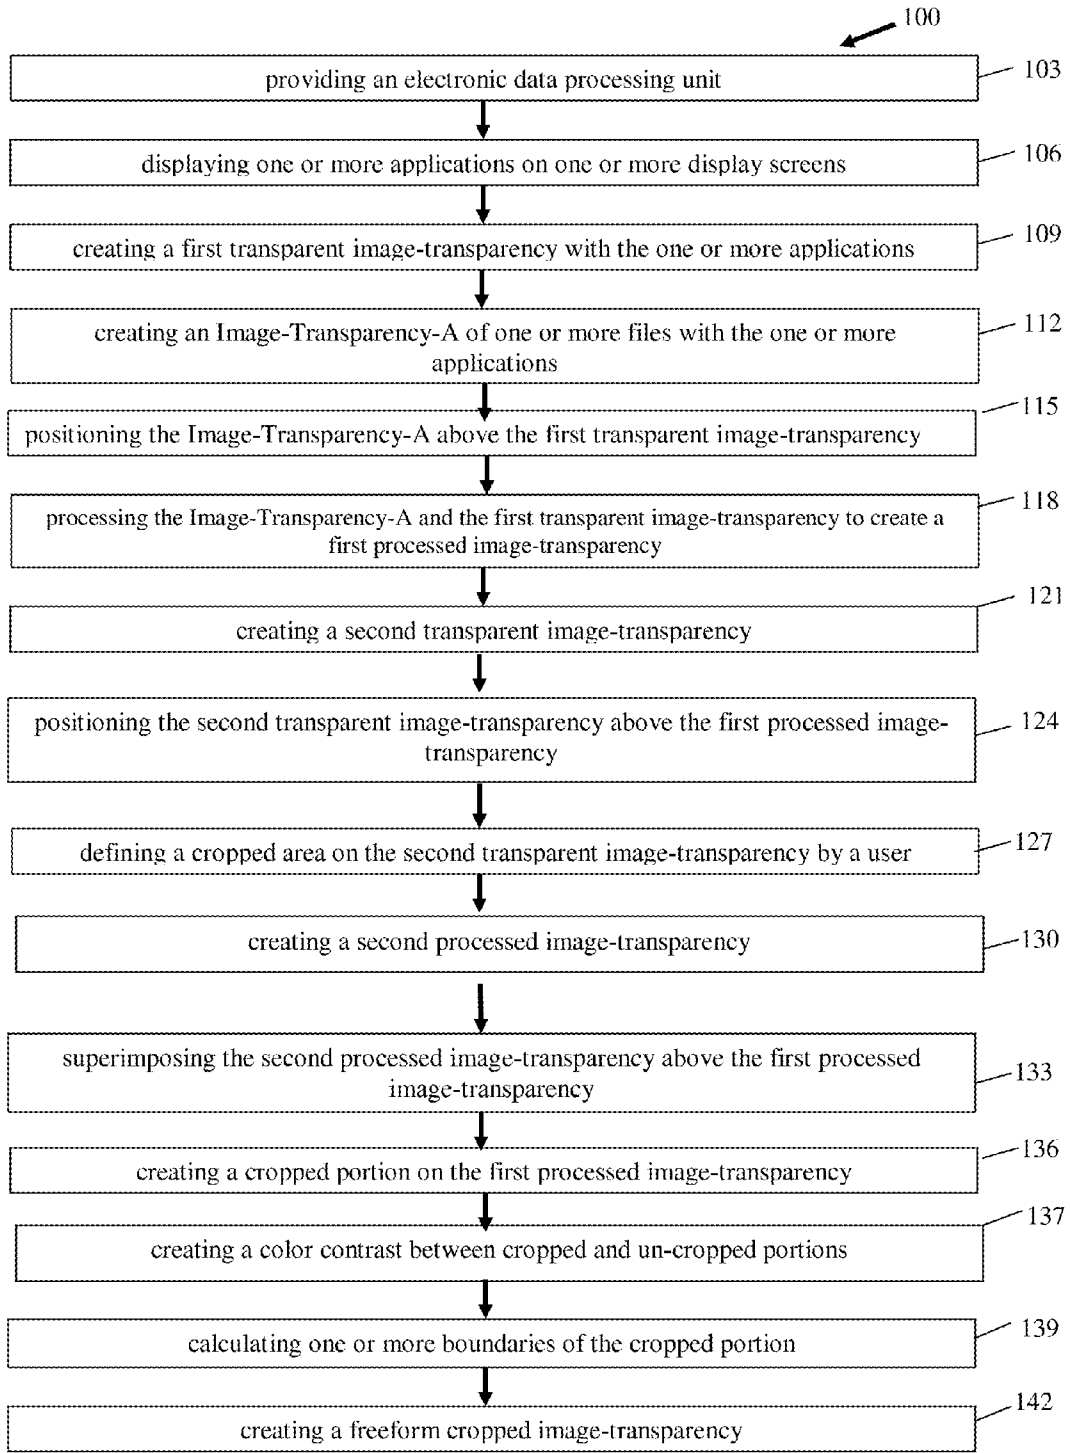 100
providing an electronic data processing unit
103
displaying one or more applications on one or more display screens
106
creating a first transparent image-transparency with the one or more applications
109
creating an Image-Transparency-A of one or more files with the one or more
applications
112
positioning the Image-Transparency-A above the first transparent image-transparency
115
processing the Image-Transparency-A and the first transparent image-transparency to create a
first processed image-transparency
118
creating a second transparent image-transparency
121
positioning the second transparent image-transparency above the first processed image-
transparency
124
defining a cropped area on the second transparent image-transparency by a user
127
creating a second processed image-transparency
130
superimposing the second processed image-transparency above the first processed
image-transparency
133
creating a cropped portion on the first processed image-transparency
136
creating a color contrast between cropped and un-cropped portions
137
calculating one or more boundaries of the cropped portion
139
creating a freeform cropped image-transparency
142